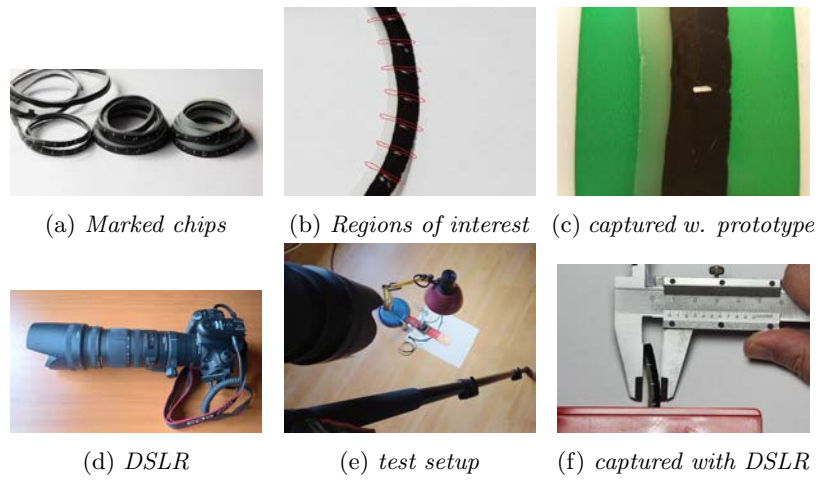 (a) Marked chips
(b) Regions of interest
(c) captured w. prototype
(d) DSLR
(e) test setup
(f) captured with DSLR